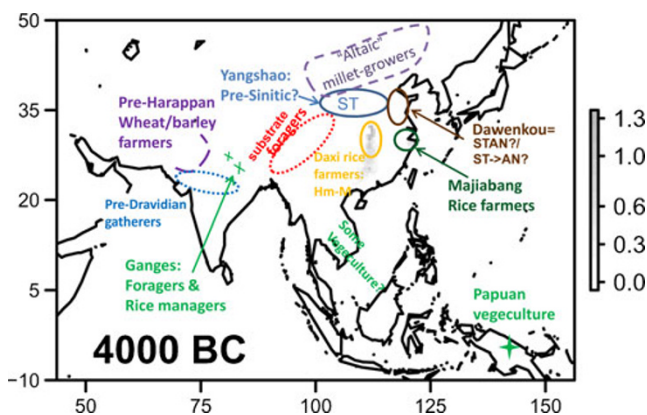 50
35
20
5
−10
50
75
100
125
150
1.3
1.0
0.6
0.3
0.0
"Altaic"
millet-growers
Yangshao:
Pre-Sinitic?
ST
Pre-Harappan
Wheat/barley
farmers
substrate
foragers
Daxi rice
farmers:
Hm-M
Dawenkou=
STAN?/
ST->AN?
Majiabang
Rice farmers
Pre-Dravidian
gatherers
Ganges:
Foragers &
Rice managers
Some
Vegeculture?
Papuan
vegeculture
4000 BC